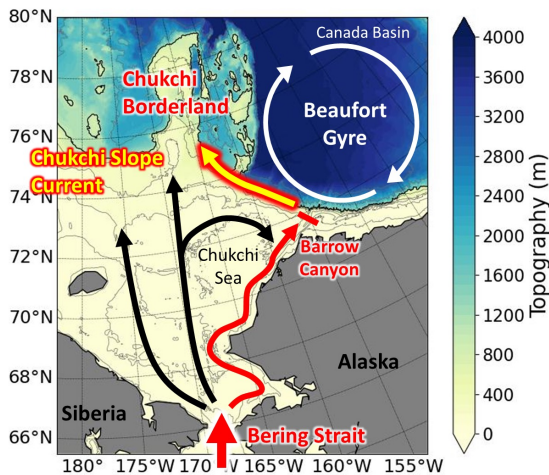 80°N
78°N
76°N
74°N
72°N
70°N
68°N
66°N
Canada Basin
Chukchi
Borderland
Beaufort
Gyre
Chukchi Slope
Current
Barrow
Canyon
Chukchi
Sea
Alaska
Siberia
Bering Strait
180°
175°W
170°W
165°W
160°W
155°W
4000
3600
3200
2800
2400
2000
1600
1200
800
400
0
Topography (m)